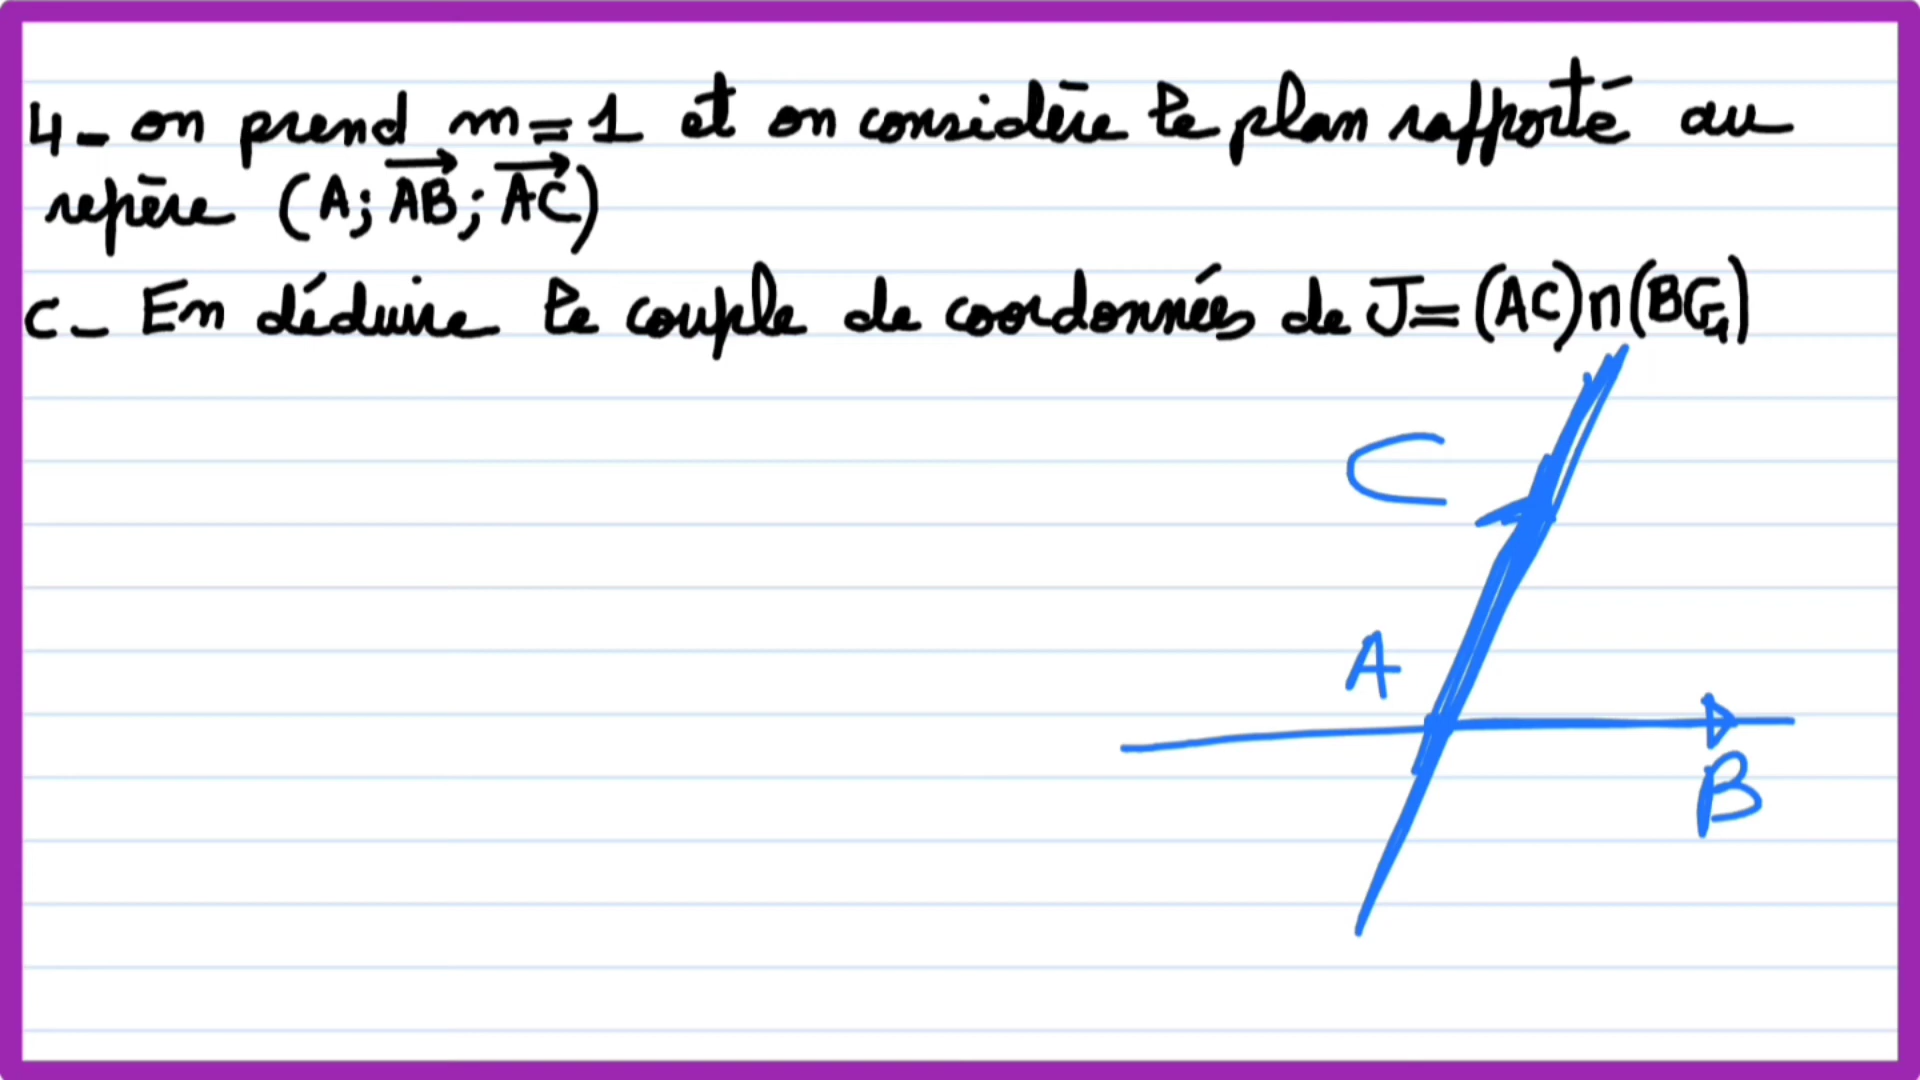 4- on prend m=1 et on considère le plan rapporté au
repère (A; AB; AC)
c- En déduire le couple de coordonnées de J=(AC)∩(BG₁)
C
A
B